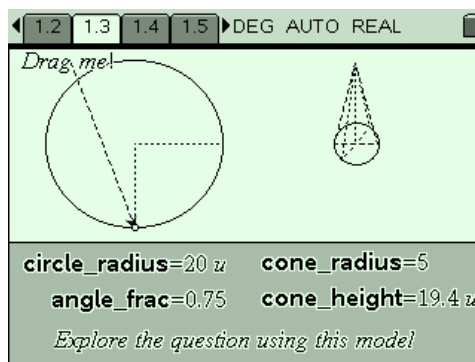 1.2 1.3 1.4 1.5 DEG AUTO REAL
Drag me!
circle_radius=20 u cone_radius=5
angle_frac=0.75 cone_height=19.4 u
Explore the question using this model